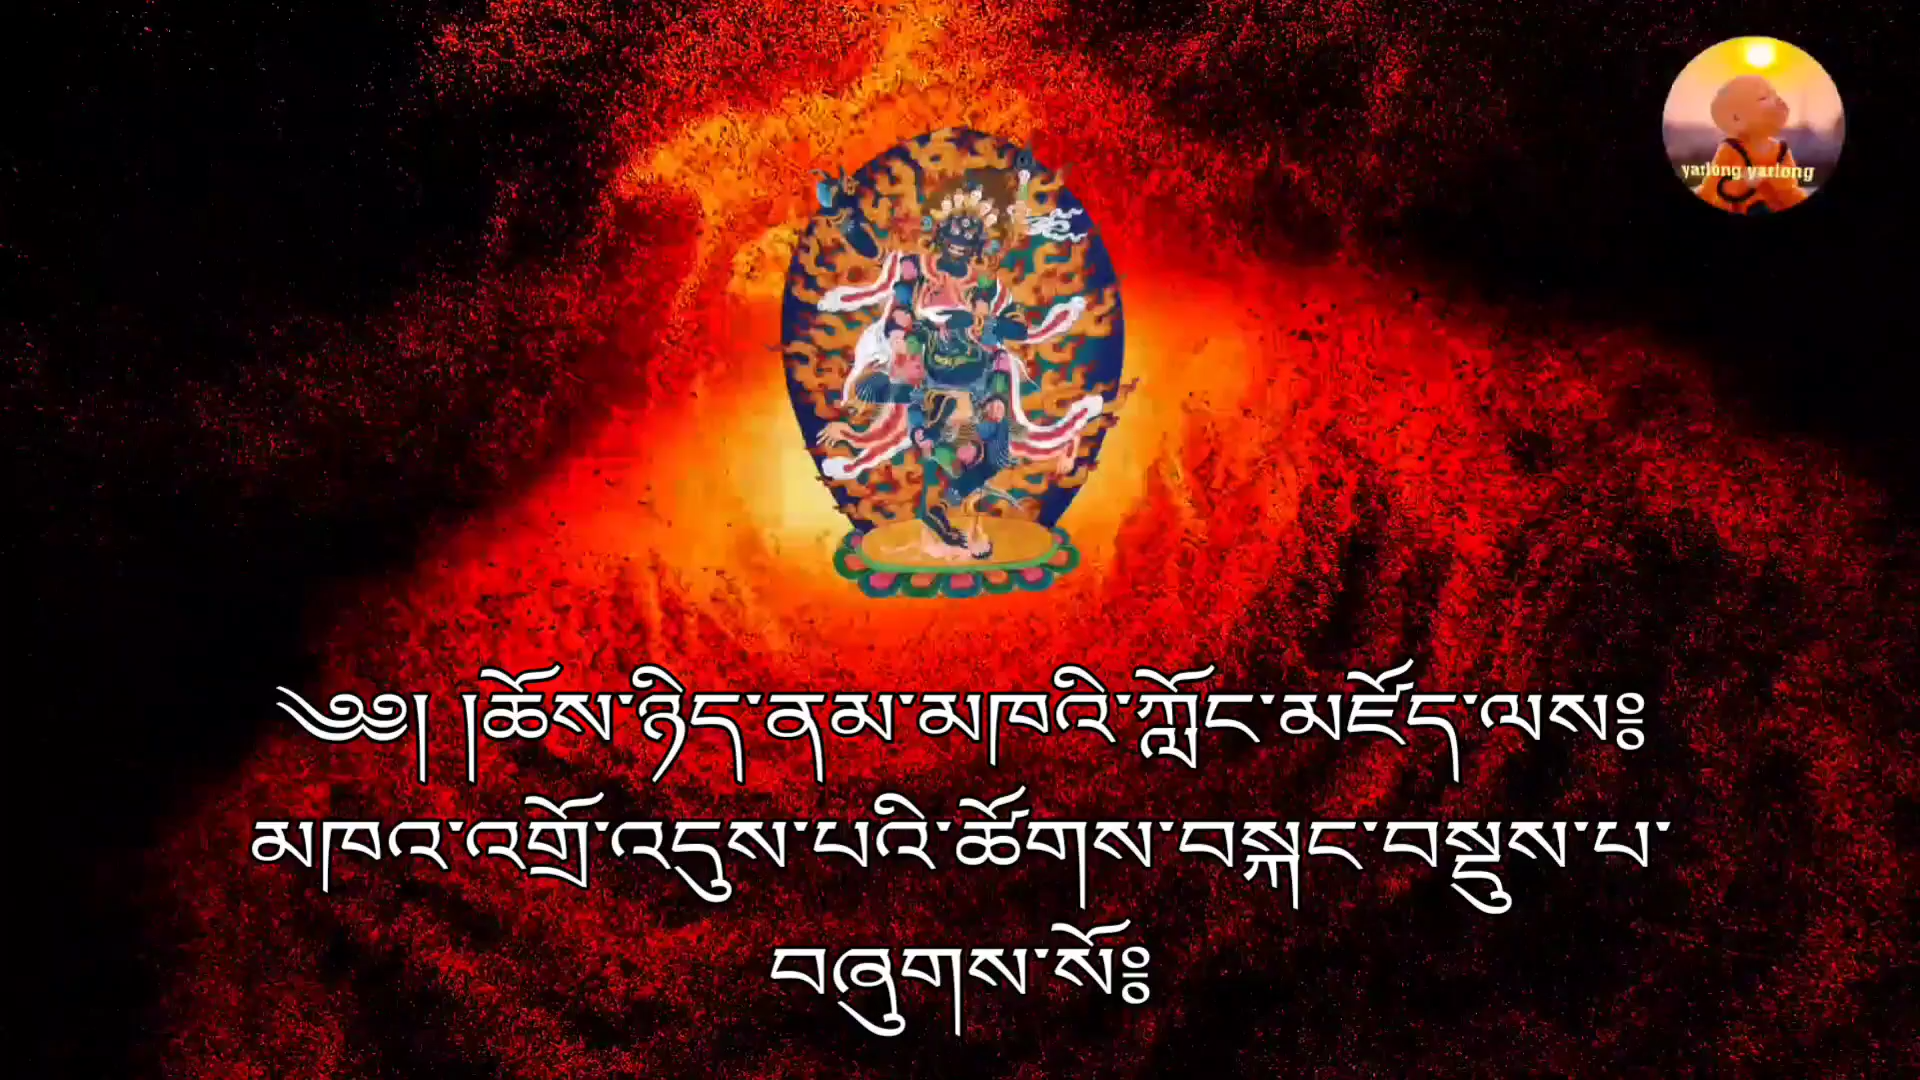 yarlong yarlong
༄༅། །ཆོས་ཉིད་ནམ་མཁའི་ཀློང་མཛོད་ལས༔
མཁའ་འགྲོ་འདུས་པའི་ཚོགས་བསྐང་བསྡུས་པ་
བཞུགས་སོ༔